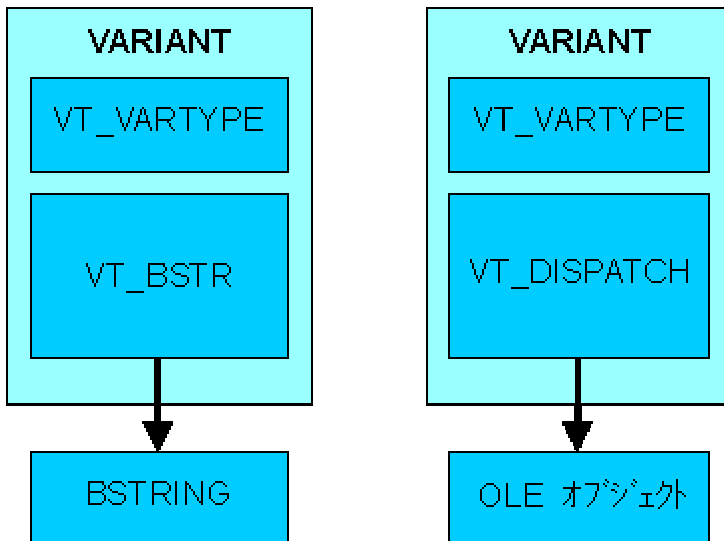 VARIANT
VT_VARTYPE
VT_BSTR
BSTRING
VARIANT
VT_VARTYPE
VT_DISPATCH
OLE オブジェクト